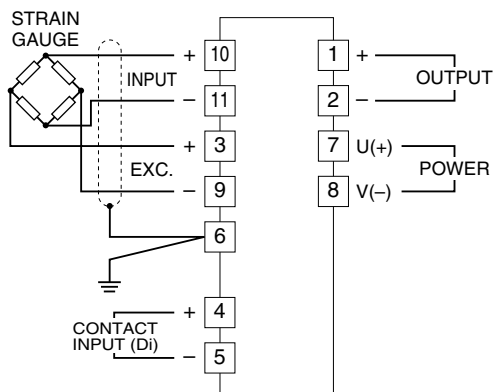 STRAIN
GAUGE
INPUT
+ 10
− 11
EXC.
+ 3
− 9
6
CONTACT
INPUT (Di)
+ 4
− 5
1 +
2 −
OUTPUT
7 U(+)
8 V(−)
POWER